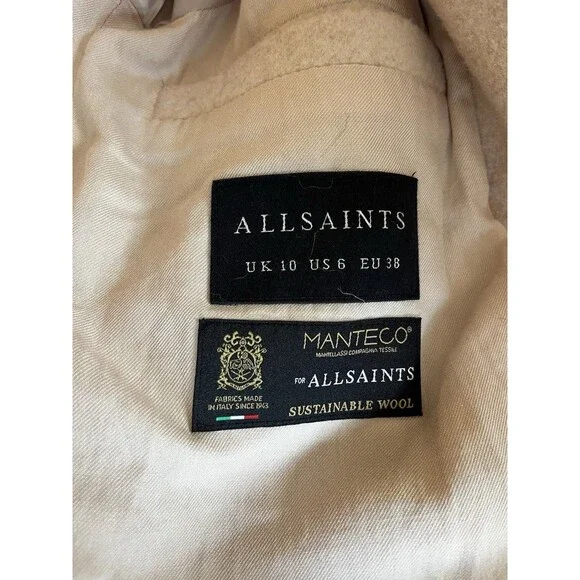 ALLSAINTS
UK 10 US 6 EU 38
MANTECO®
MANTELLASSI COMPAGNIA TESSILE
FOR ALLSAINTS
FABRICS MADE
IN ITALY SINCE 1943
SUSTAINABLE WOOL